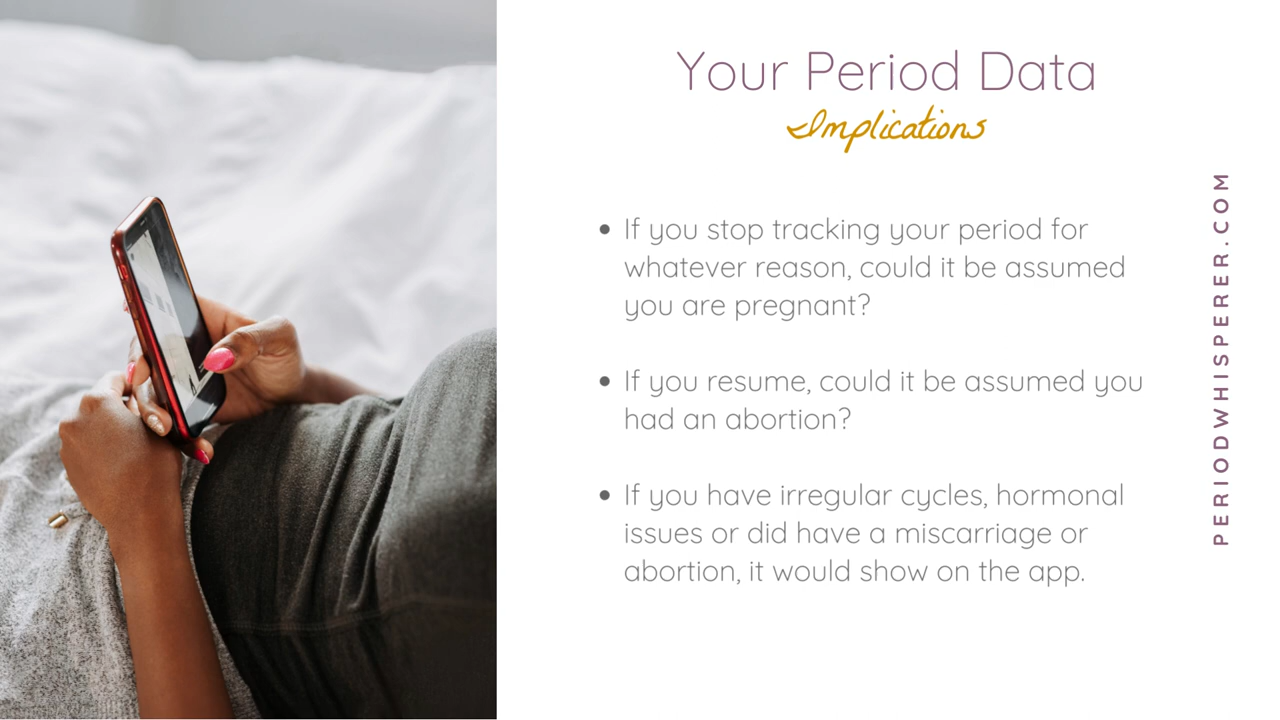 Your Period Data
Implications
• If you stop tracking your period for
whatever reason, could it be assumed
you are pregnant?
• If you resume, could it be assumed you
had an abortion?
• If you have irregular cycles, hormonal
issues or did have a miscarriage or
abortion, it would show on the app.
PERIODWHISPERER.COM